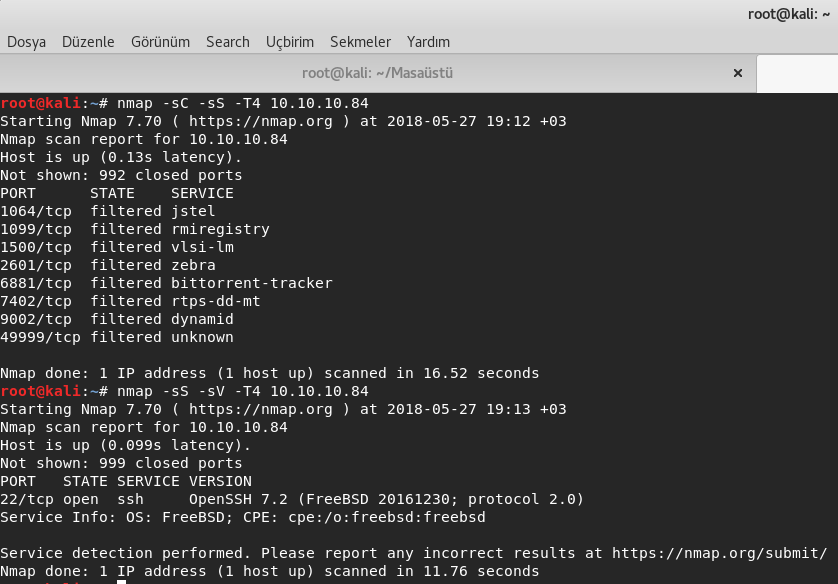 root@kali: ~
Dosya Düzenle Görünüm Search Uçbirim Sekmeler Yardım
root@kali: ~/Masaüstü ×
root@kali:~# nmap -sC -sS -T4 10.10.10.84
Starting Nmap 7.70 ( https://nmap.org ) at 2018-05-27 19:12 +03
Nmap scan report for 10.10.10.84
Host is up (0.13s latency).
Not shown: 992 closed ports
PORT      STATE    SERVICE
1064/tcp  filtered jstel
1099/tcp  filtered rmiregistry
1500/tcp  filtered vlsi-lm
2601/tcp  filtered zebra
6881/tcp  filtered bittorrent-tracker
7402/tcp  filtered rtps-dd-mt
9002/tcp  filtered dynamid
49999/tcp filtered unknown
Nmap done: 1 IP address (1 host up) scanned in 16.52 seconds
root@kali:~# nmap -sS -sV -T4 10.10.10.84
Starting Nmap 7.70 ( https://nmap.org ) at 2018-05-27 19:13 +03
Nmap scan report for 10.10.10.84
Host is up (0.099s latency).
Not shown: 999 closed ports
PORT   STATE SERVICE VERSION
22/tcp open  ssh     OpenSSH 7.2 (FreeBSD 20161230; protocol 2.0)
Service Info: OS: FreeBSD; CPE: cpe:/o:freebsd:freebsd
Service detection performed. Please report any incorrect results at https://nmap.org/submit/
Nmap done: 1 IP address (1 host up) scanned in 11.76 seconds